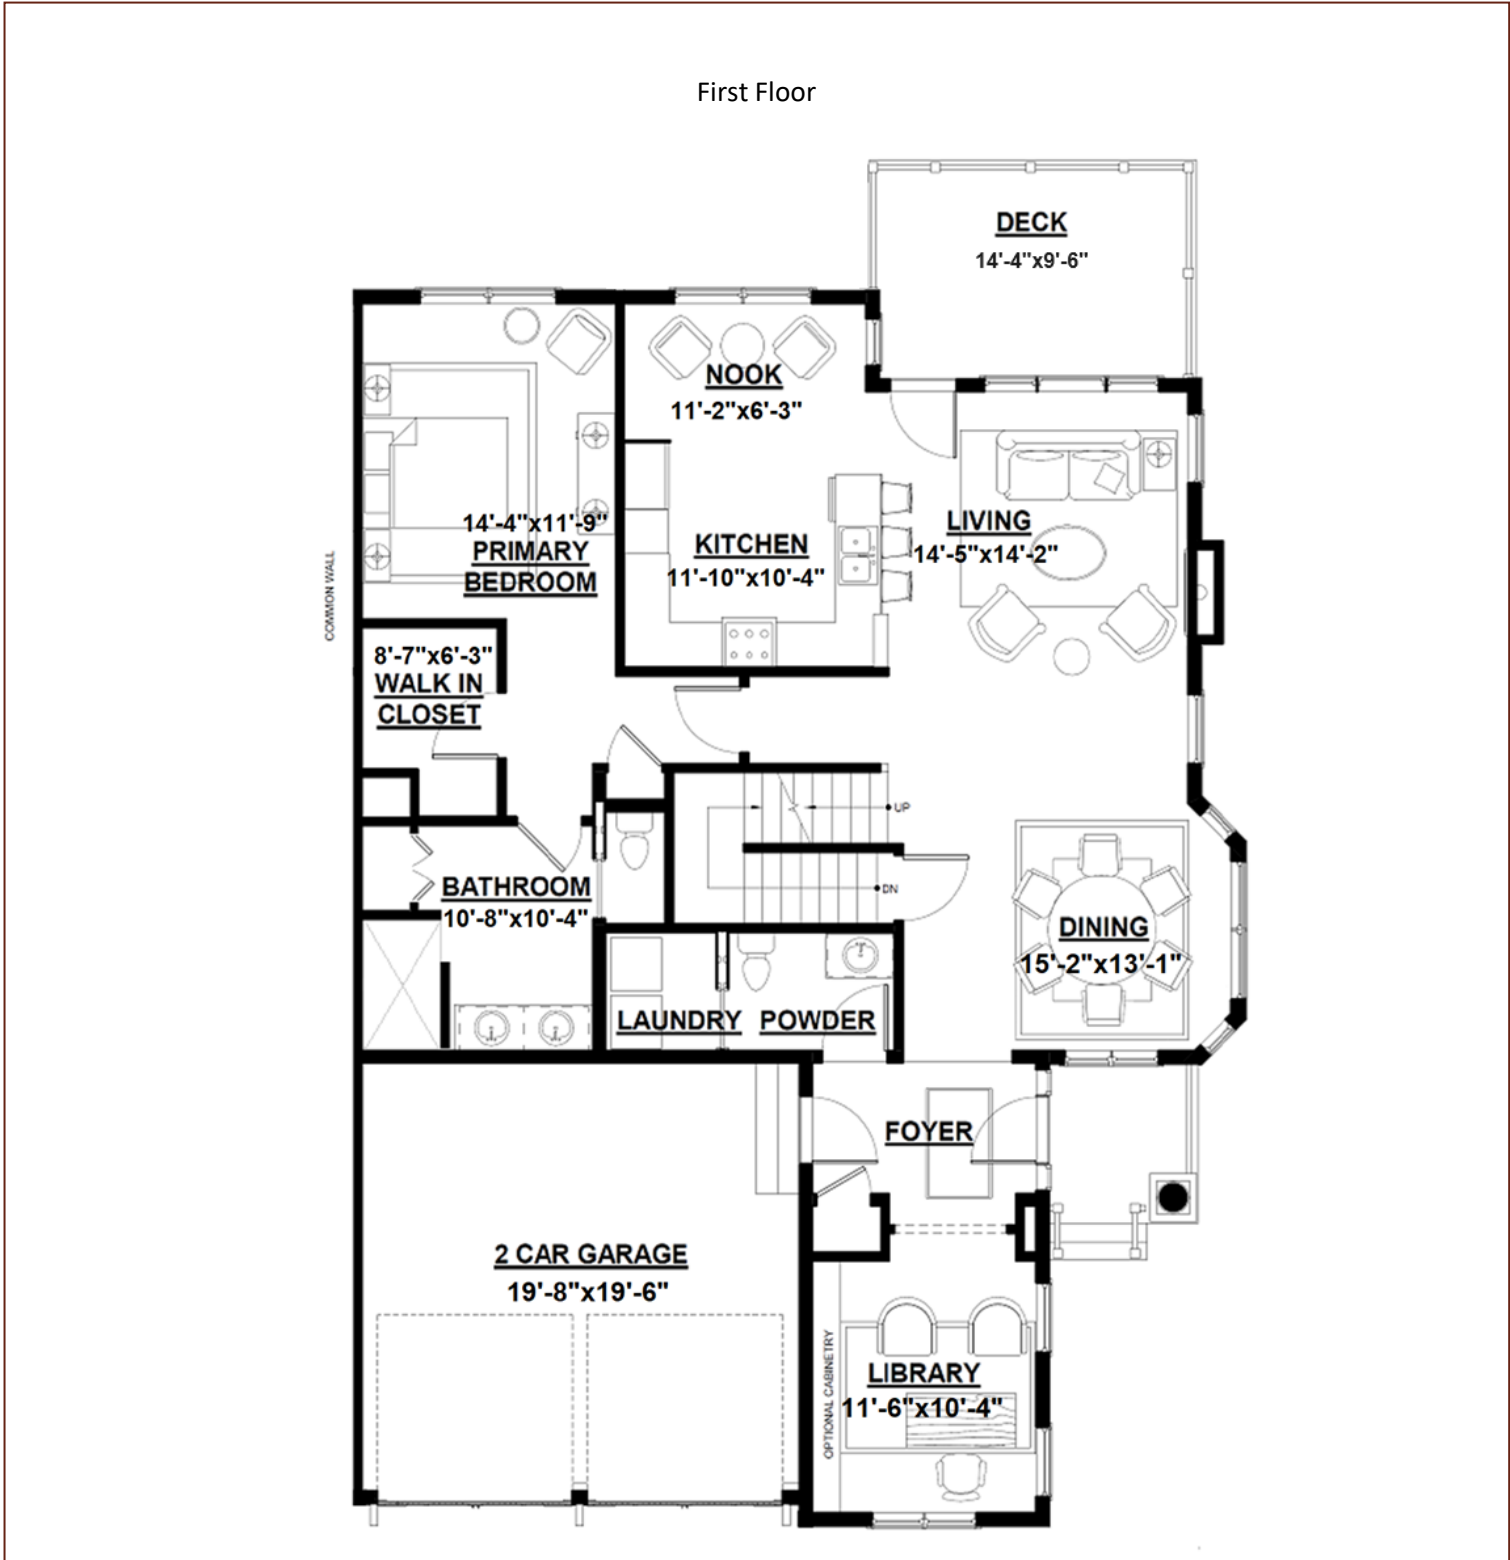 First Floor
DECK
14'-4"x9'-6"
NOOK
11'-2"x6'-3"
14'-4"x11'-9"
PRIMARY
BEDROOM
KITCHEN
11'-10"x10'-4"
LIVING
14'-5"x14'-2"
COMMON WALL
8'-7"x6'-3"
WALK IN
CLOSET
UP
DN
BATHROOM
10'-8"x10'-4"
DINING
15'-2"x13'-1"
LAUNDRY
POWDER
FOYER
2 CAR GARAGE
19'-8"x19'-6"
OPTIONAL CABINETRY
LIBRARY
11'-6"x10'-4"